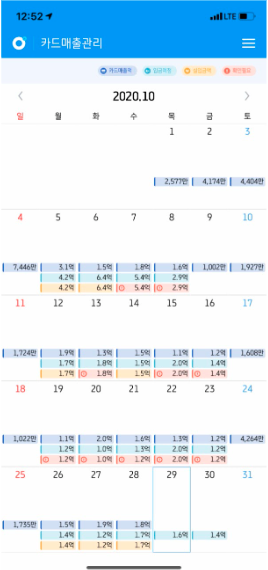 12:52 LTE
카드매출관리
카드매출액 입금예정 실입금액 확인필요
2020.10
일 월 화 수 목 금 토
1 2 3
2,577만 4,174만 4,404만
4 5 6 7 8 9 10
7,446만 3.1억 1.5억 1.8억 1.6억 1,002만 1,927만
4.2억 6.4억 5.4억 2.9억
4.2억 6.4억 5.4억 2.9억
11 12 13 14 15 16 17
1,724만 1.9억 1.3억 1.5억 1.1억 1.2억 1,608만
1.7억 1.8억 1.5억 2.0억 1.4억
1.7억 1.8억 1.5억 2.0억 1.4억
18 19 20 21 22 23 24
1,022만 1.1억 2.0억 1.6억 1.3억 1.2억 4,264만
1.2억 1.0억 1.3억 2.0억 1.2억
1.2억 1.0억 1.2억 2.0억 1.2억
25 26 27 28 29 30 31
1,735만 1.5억 1.9억 1.8억
1.4억 1.2억 1.7억 1.6억 1.4억
1.4억 1.2억 1.7억